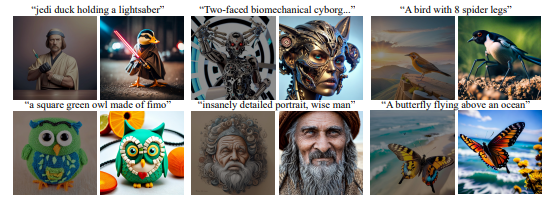 "jedi duck holding a lightsaber"
"Two-faced biomechanical cyborg..."
"A bird with 8 spider legs"
"a square green owl made of fimo"
"insanely detailed portrait, wise man"
"A butterfly flying above an ocean"